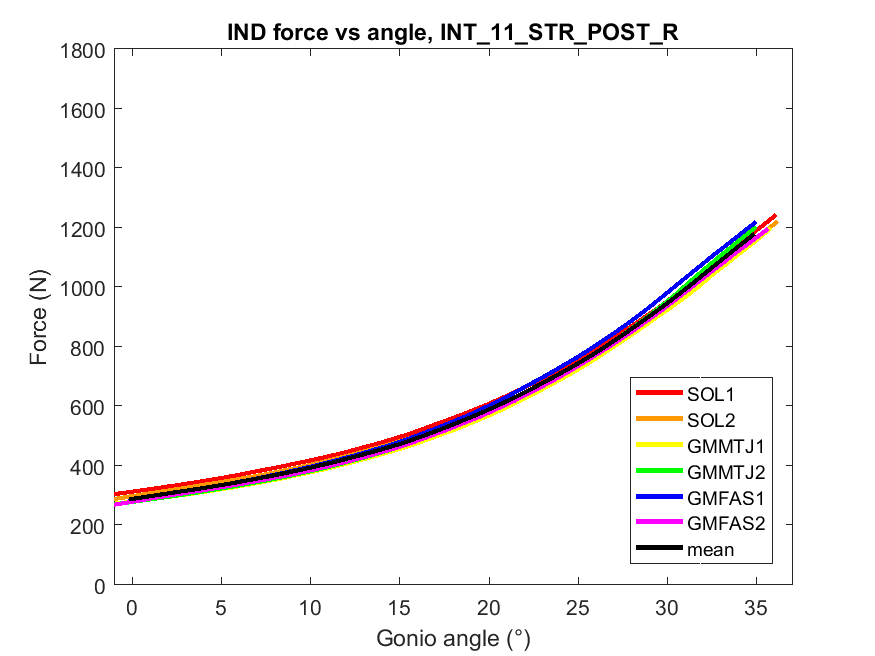 IND force vs angle, INT_11_STR_POST_R
1800
1600
1400
1200
1000
800
600
400
200
0
Force (N)
SOL1
SOL2
GMMTJ1
GMMTJ2
GMFAS1
GMFAS2
mean
0 5 10 15 20 25 30 35
Gonio angle (°)